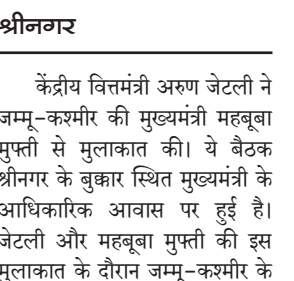 श्रीनगर
केंद्रीय वित्तमंत्री अरुण जेटली ने
जम्मू-कश्मीर की मुख्यमंत्री महबूबा
मुफ्ती से मुलाकात की। ये बैठक
श्रीनगर के बुक्कार स्थित मुख्यमंत्री के
आधिकारिक आवास पर हुई है।
जेटली और महबूबा मुफ्ती की इस
मुलाकात के दौरान जम्मू-कश्मीर के